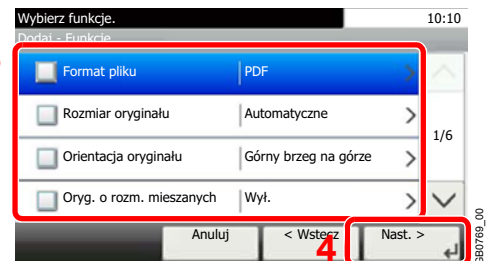 Wybierz funkcje. 10:10
Dodaj - Funkcje
Format pliku PDF
Rozmiar oryginału Automatyczne
1/6
Orientacja oryginału Górny brzeg na górze
Oryg. o rozm. mieszanych Wył.
Anuluj < Wstecz Nast. >
4
GB0769_00